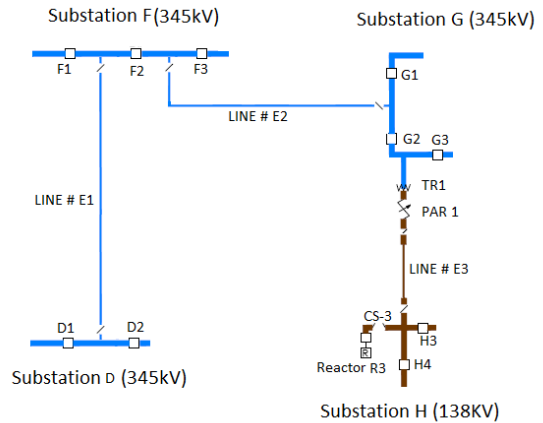 Substation F(345kV)
Substation G (345kV)
F1
F2
F3
G1
LINE # E2
G2
G3
TR1
PAR 1
LINE # E1
LINE # E3
CS-3
D1
D2
H3
R
Reactor R3
H4
Substation D (345kV)
Substation H (138KV)